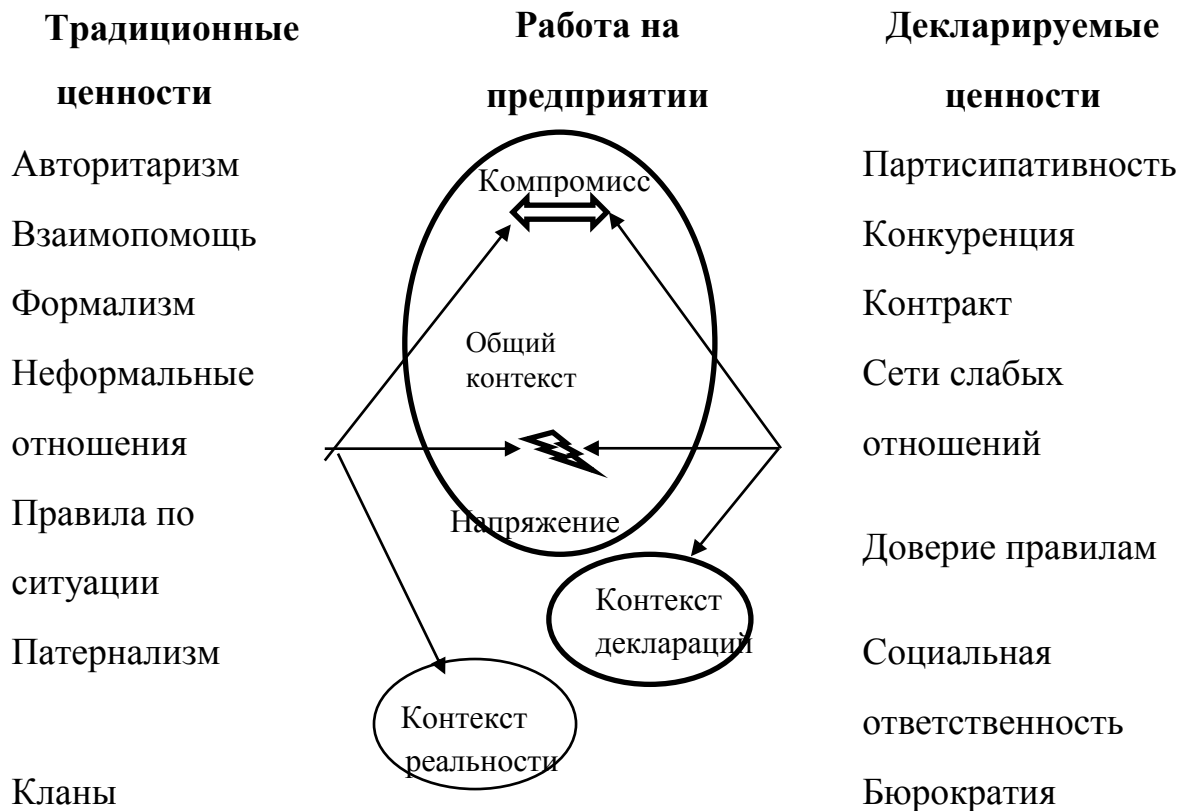 Традиционные
ценности
Авторитаризм
Взаимопомощь
Формализм
Неформальные
отношения
Правила по
ситуации
Патернализм
Кланы
Работа на
предприятии
Компромисс
Общий
контекст
Напряжение
Контекст
деклараций
Контекст
реальности
Декларируемые
ценности
Партисипативность
Конкуренция
Контракт
Сети слабых
отношений
Доверие правилам
Социальная
ответственность
Бюрократия